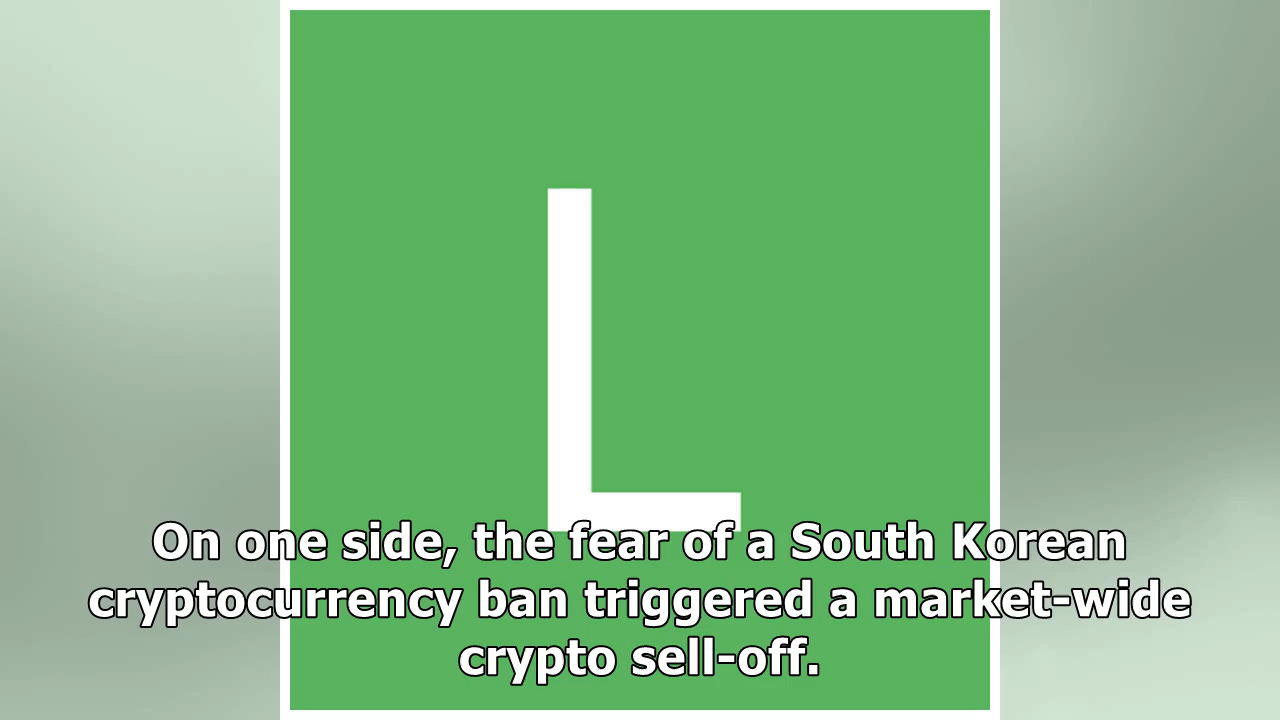 L
On one side, the fear of a South Korean
cryptocurrency ban triggered a market-wide
crypto sell-off.